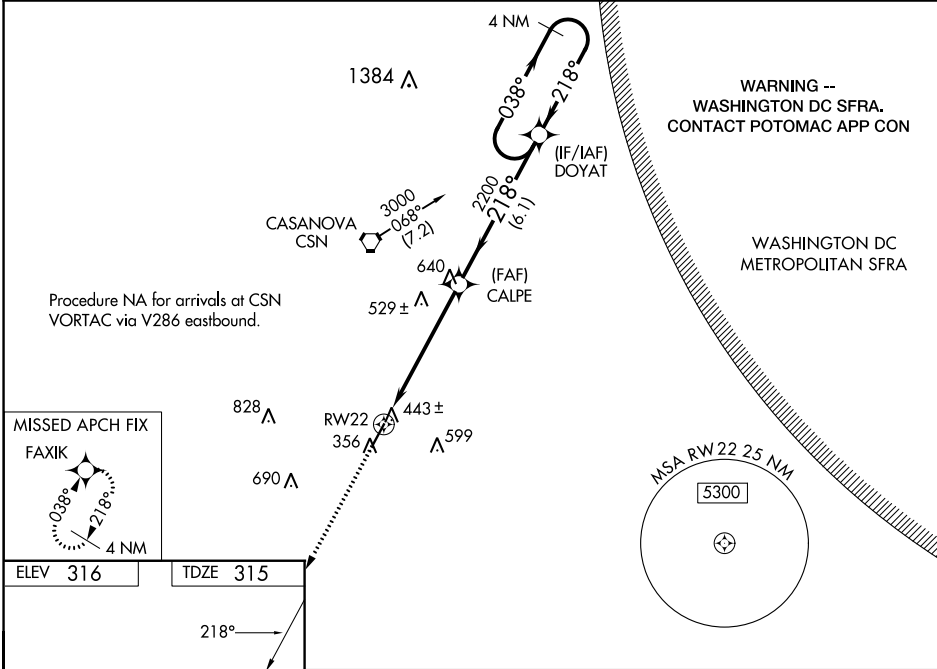 4 NM
1384
038°
218°
WARNING --
WASHINGTON DC SFRA.
CONTACT POTOMAC APP CON
(IF/IAF)
DOYAT
2200
218°
(6.1)
3000
068°
(7.2)
CASANOVA
CSN
WASHINGTON DC
METROPOLITAN SFRA
640
(FAF)
CALPE
529 ±
Procedure NA for arrivals at CSN
VORTAC via V286 eastbound.
828
RW22
443 ±
356
599
690
MISSED APCH FIX
FAXIK
038°
218°
4 NM
MSA RW 22 25 NM
5300
ELEV 316
TDZE 315
218°